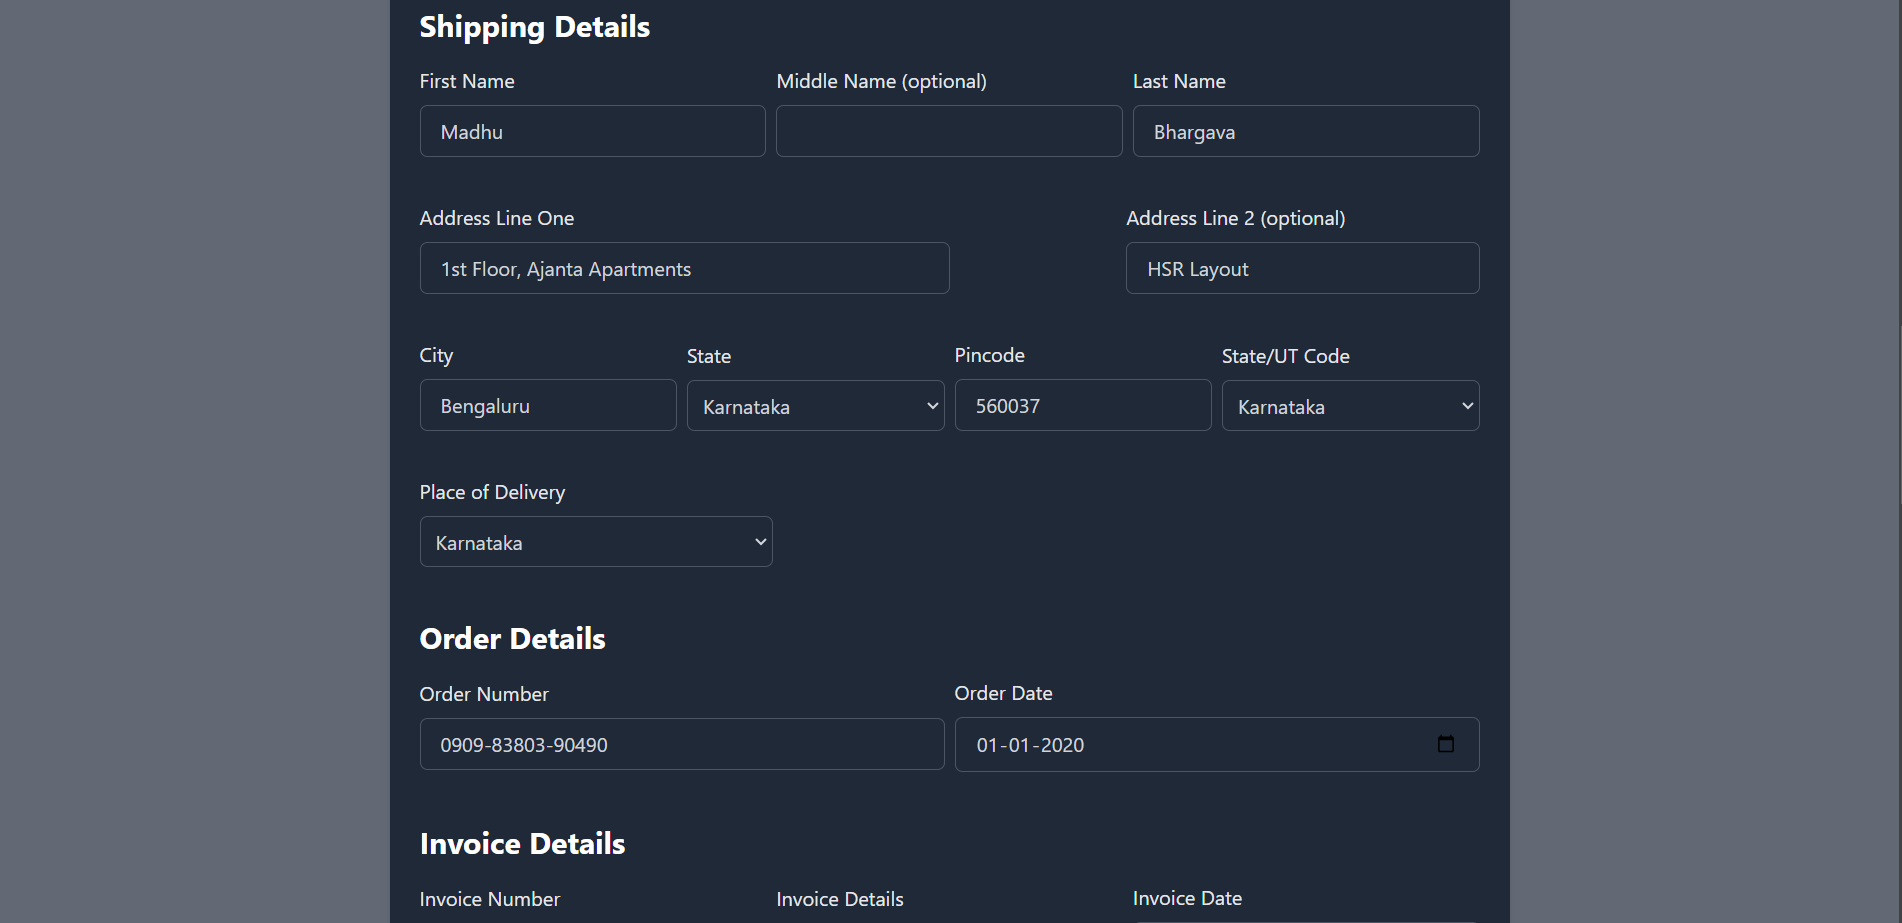 Shipping Details
First Name
Middle Name (optional)
Last Name
Madhu
Bhargava
Address Line One
Address Line 2 (optional)
1st Floor, Ajanta Apartments
HSR Layout
City
State
Pincode
State/UT Code
Bengaluru
Karnataka
560037
Karnataka
Place of Delivery
Karnataka
Order Details
Order Number
Order Date
0909-83803-90490
01-01-2020
Invoice Details
Invoice Number
Invoice Details
Invoice Date